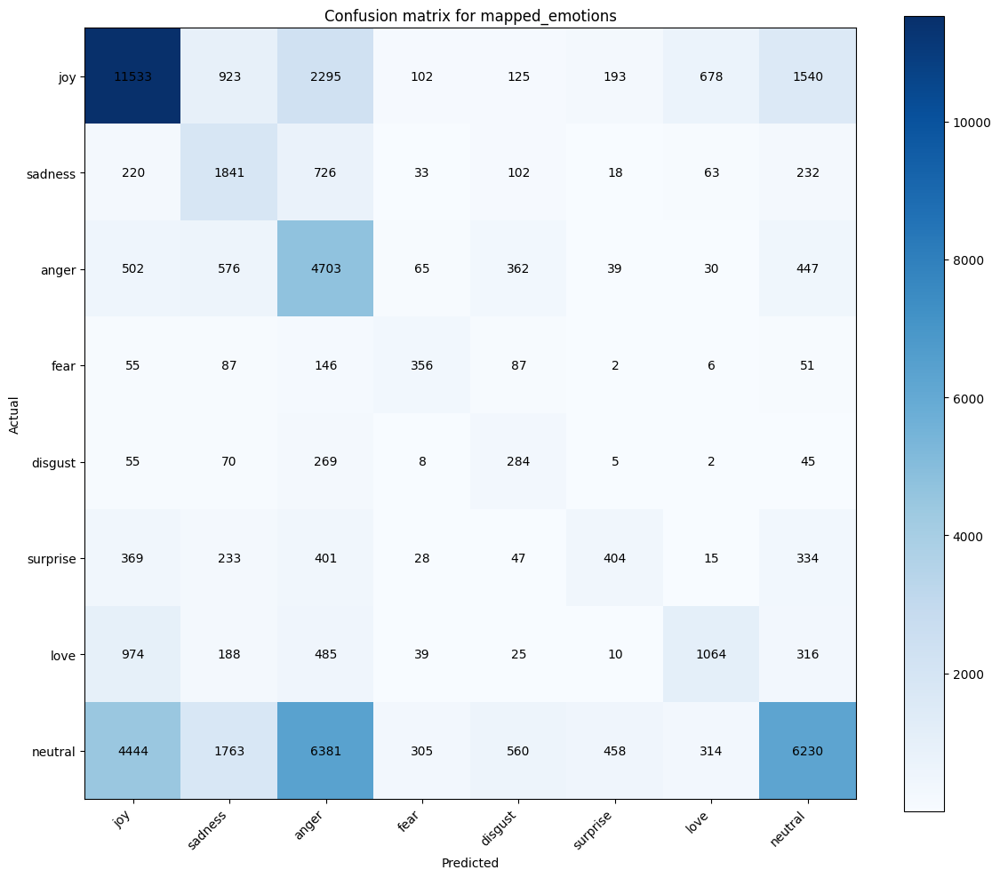 Confusion matrix for mapped_emotions
joy 11533 923 2295 102 125 193 678 1540
sadness 220 1841 726 33 102 18 63 232
anger 502 576 4703 65 362 39 30 447
fear 55 87 146 356 87 2 6 51
disgust 55 70 269 8 284 5 2 45
surprise 369 233 401 28 47 404 15 334
love 974 188 485 39 25 10 1064 316
neutral 4444 1763 6381 305 560 458 314 6230
joy sadness anger fear disgust surprise love neutral
Predicted
Actual
10000
8000
6000
4000
2000